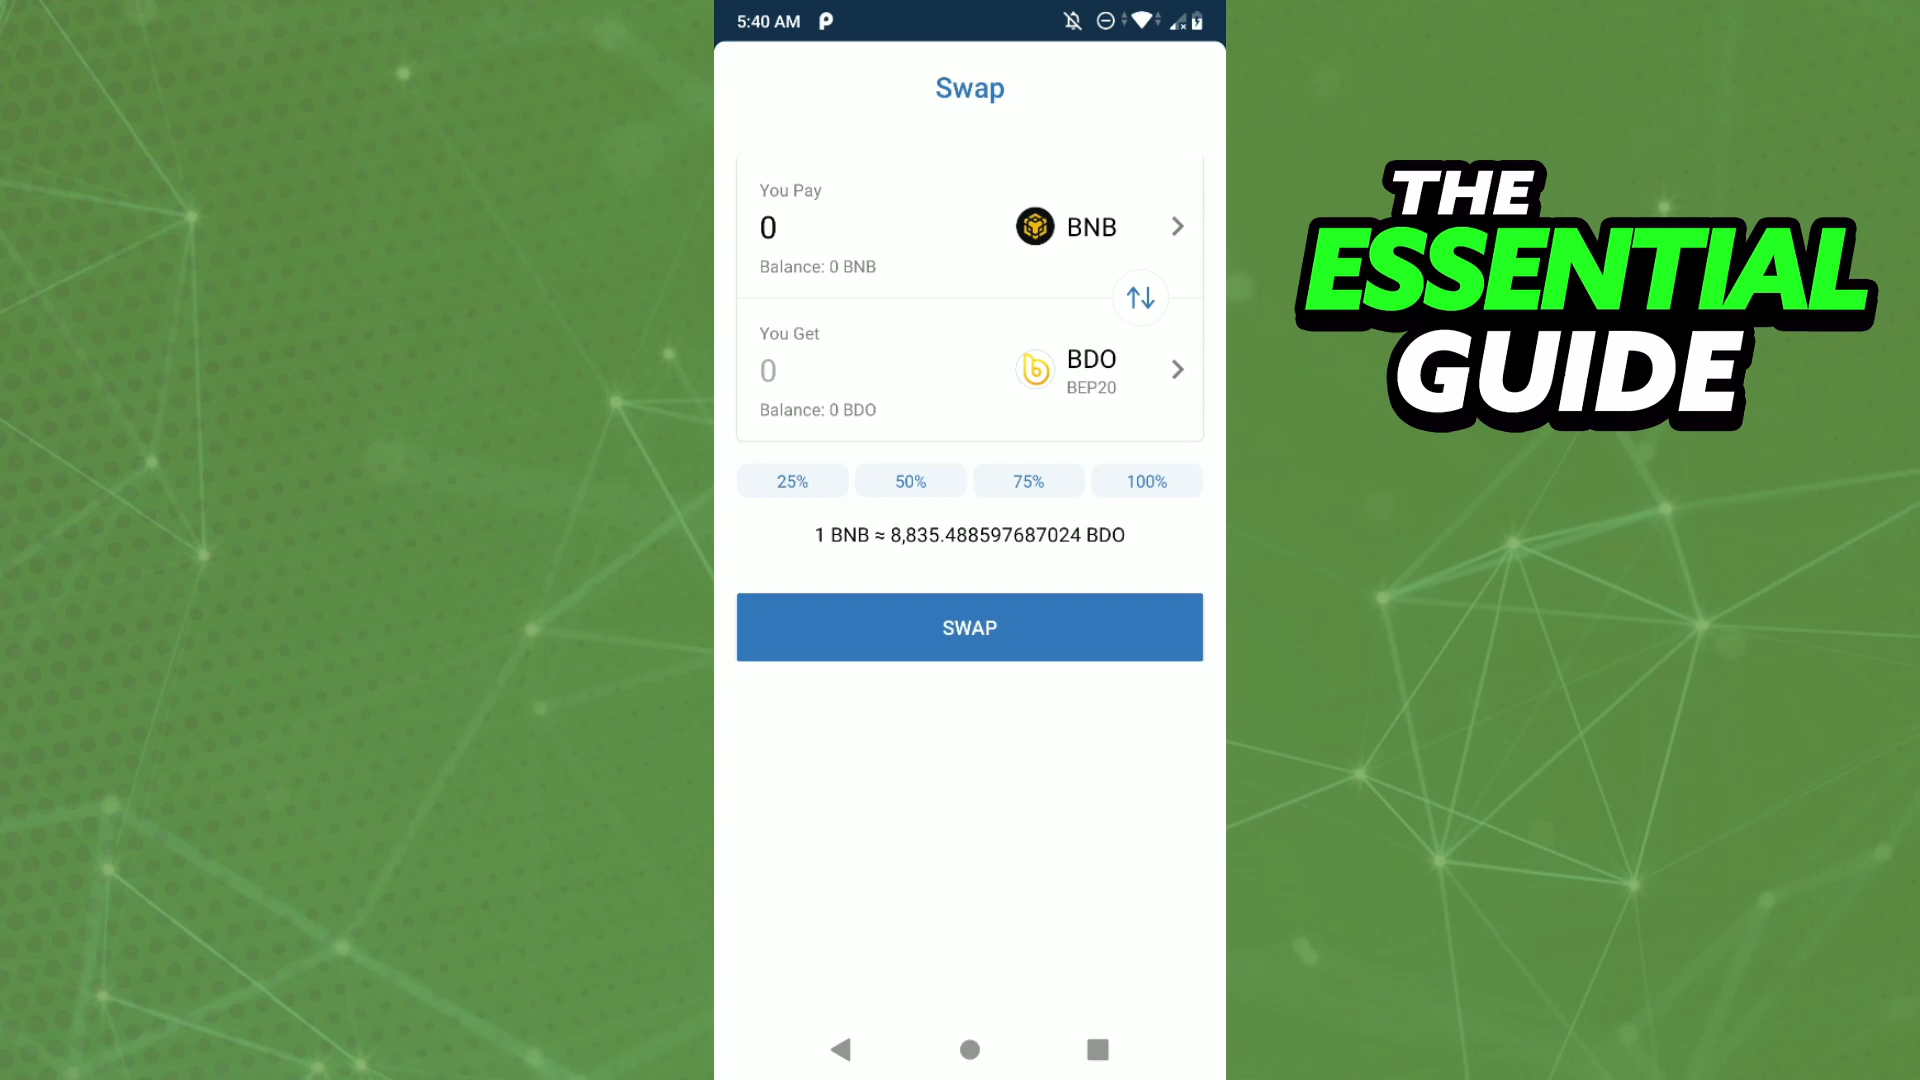 5:40 AM
Swap
You Pay
0
BNB
Balance: 0 BNB
You Get
0
BDO
BEP20
Balance: 0 BDO
25% 50% 75% 100%
1 BNB ≈ 8,835.488597687024 BDO
SWAP
THE
ESSENTIAL
GUIDE